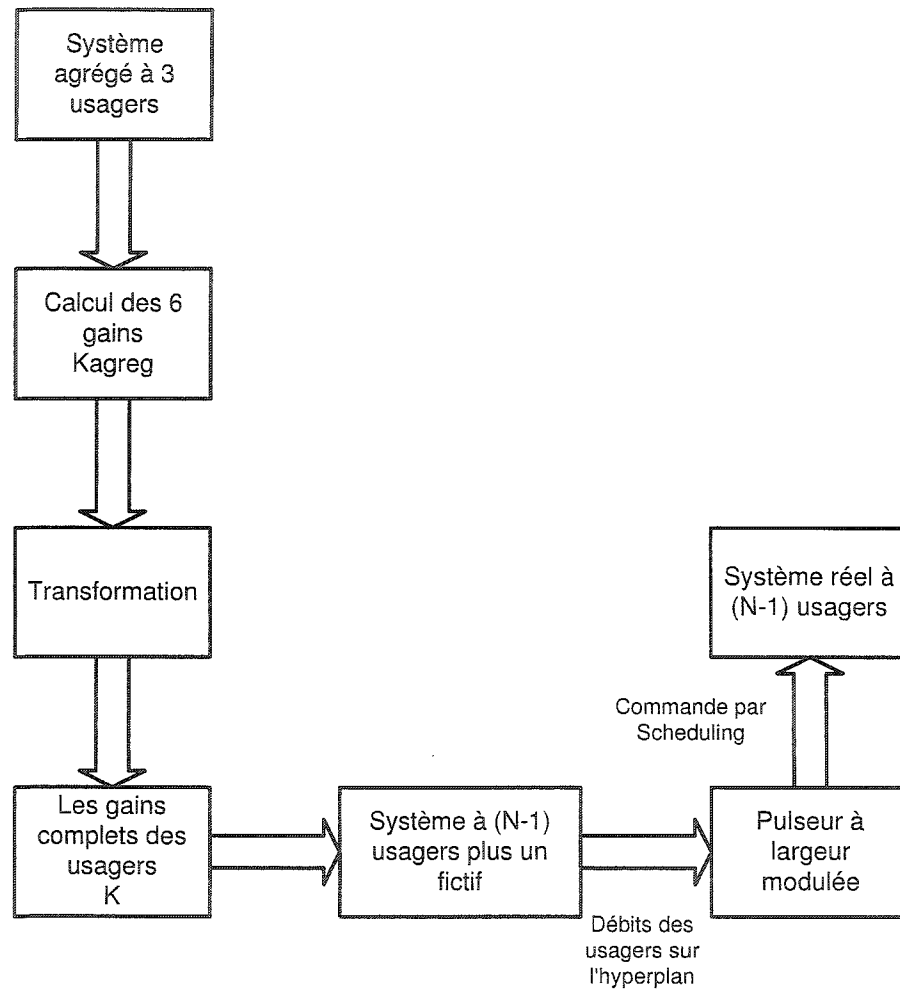 Système
agrégé à 3
usagers
Calcul des 6
gains
Kagreg
Transformation
Les gains
complets des
usagers
K
Système à (N-1)
usagers plus un
fictif
Débits des
usagers sur
l'hyperplan
Pulseur à
largeur
modulée
Commande par
Scheduling
Système réel à
(N-1) usagers